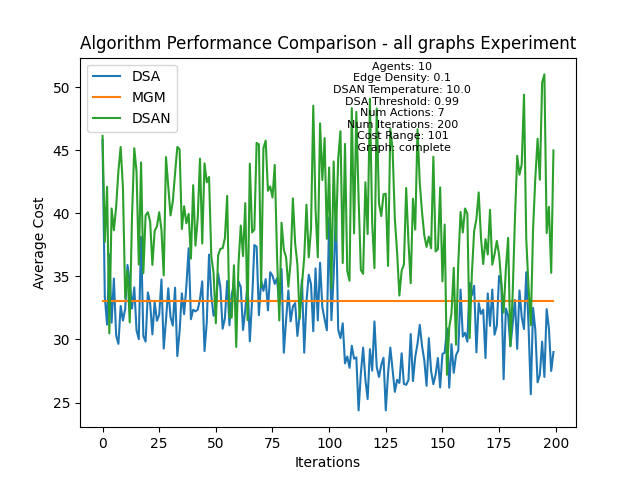 Algorithm Performance Comparison - all graphs Experiment
DSA
MGM
DSAN
Agents: 10
Edge Density: 0.1
DSAN Temperature: 10.0
DSA Threshold: 0.99
Num Actions: 7
Num Iterations: 200
Cost Range: 101
Graph: complete
Average Cost
50
45
40
35
30
25
0
25
50
75
100
125
150
175
200
Iterations